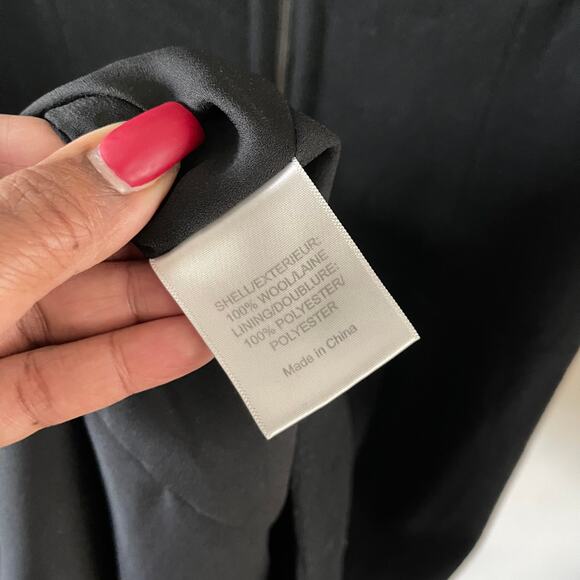 SHELL/EXTERIEUR:
100% WOOL/LAINE
LINING/DOUBLURE:
100% POLYESTER/
POLYESTER
Made in China